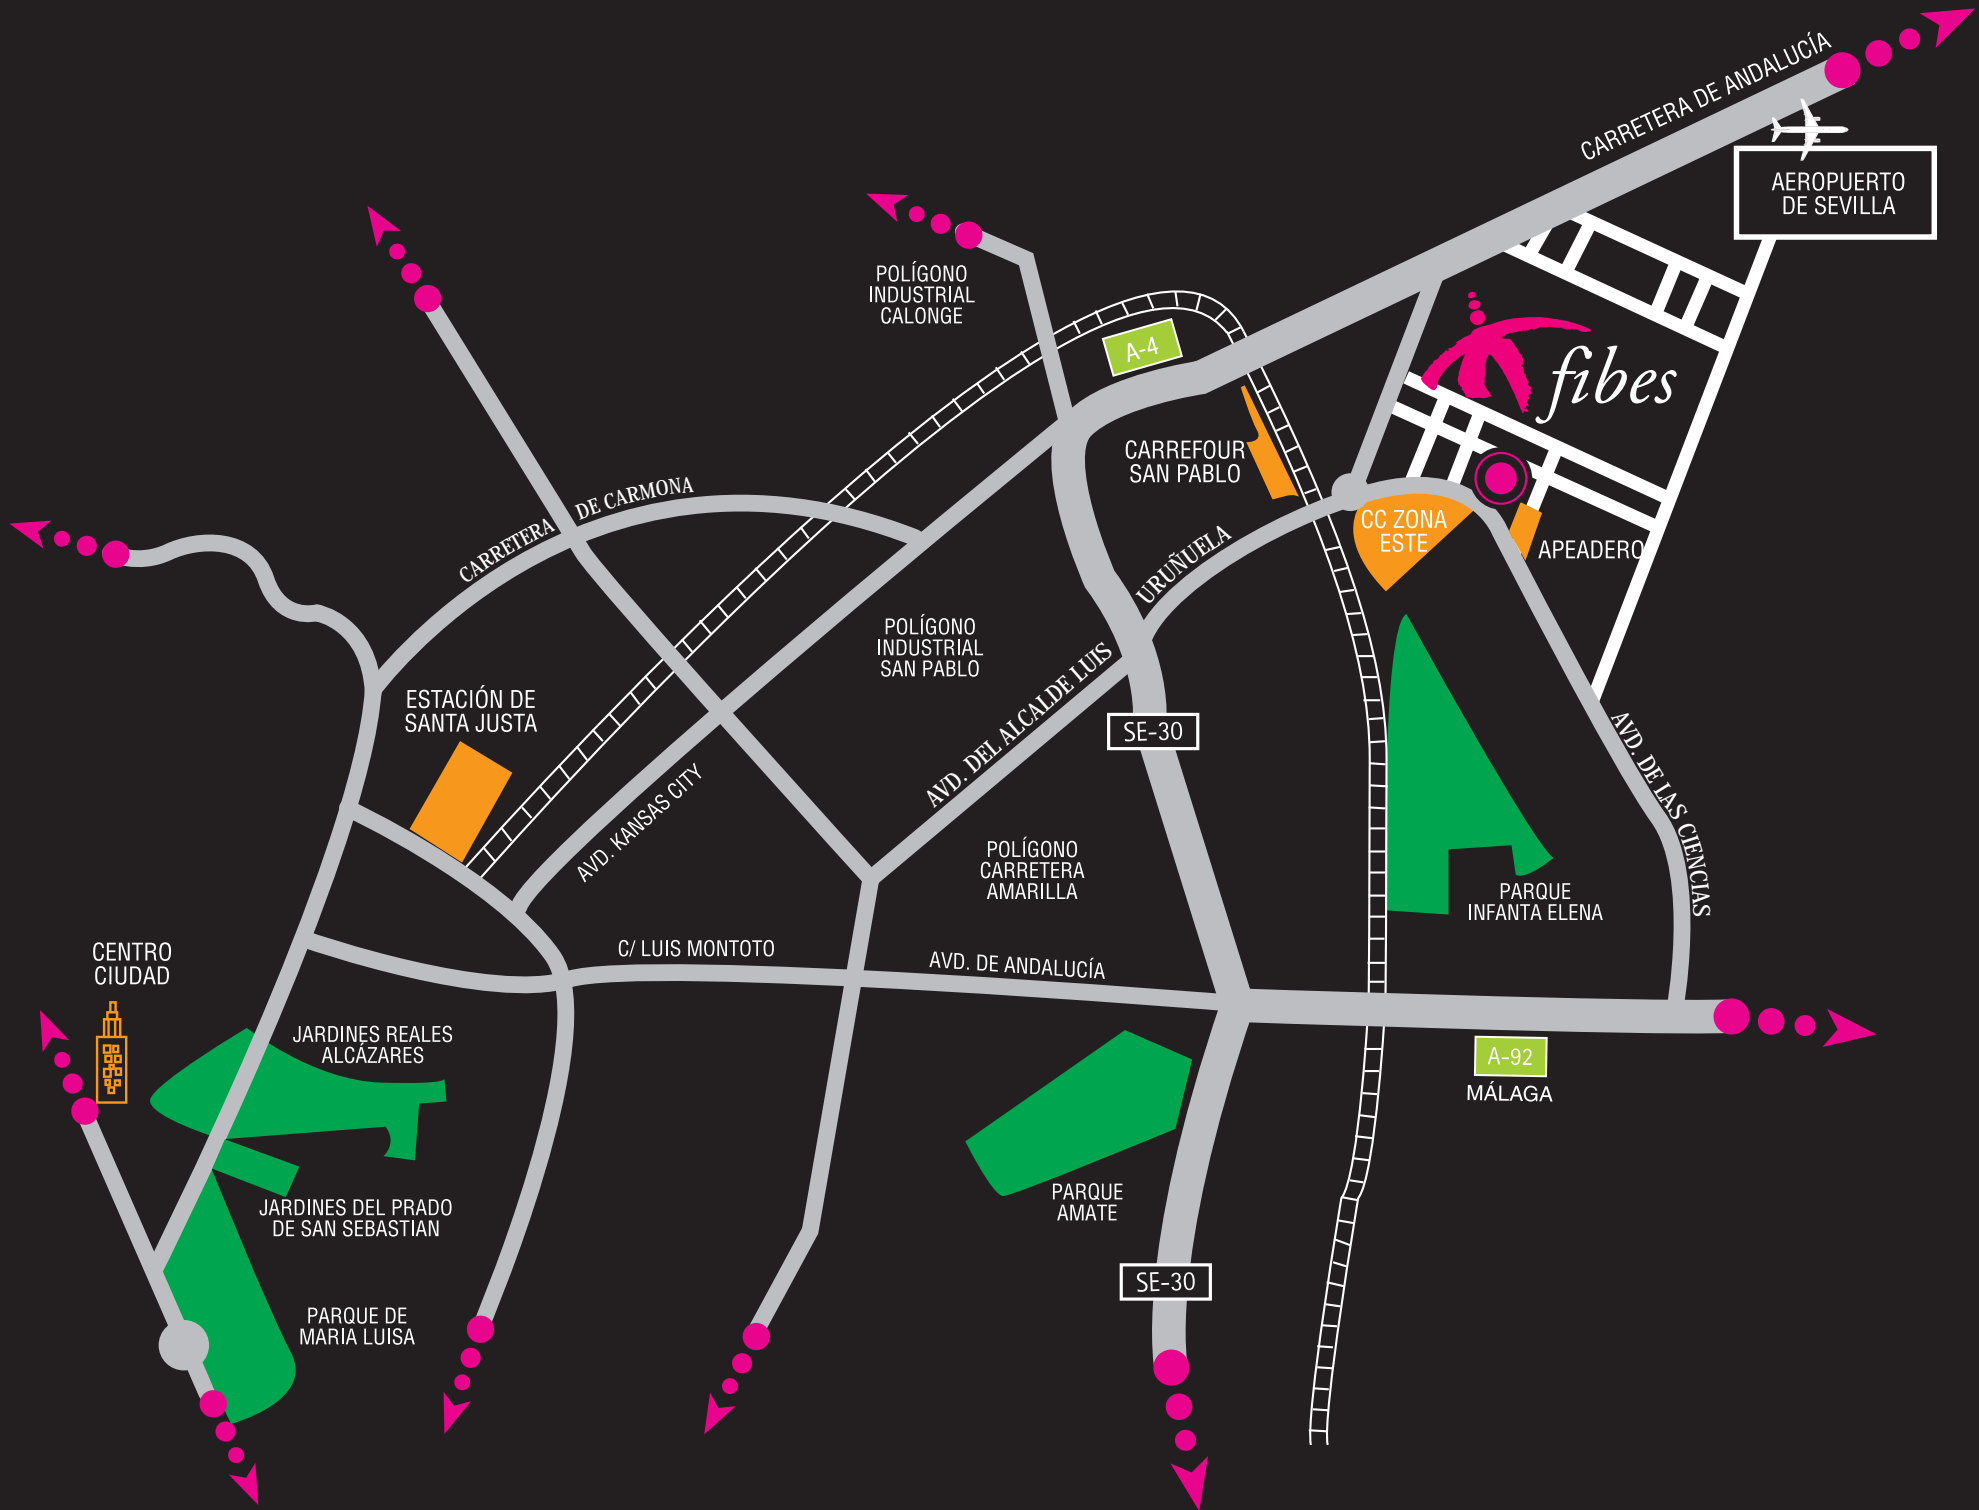 CARRETERA DE ANDALUCÍA
AEROPUERTO
DE SEVILLA
POLÍGONO
INDUSTRIAL
CALONGE
A-4
fibes
CARREFOUR
SAN PABLO
CARRETERA DE CARMONA
CC ZONA
ESTE
APEADERO
AVD. DEL ALCALDE LUIS URUÑUELA
POLÍGONO
INDUSTRIAL
SAN PABLO
ESTACIÓN DE
SANTA JUSTA
SE-30
AVD. KANSAS CITY
AVD. DE LAS CIENCIAS
POLÍGONO
CARRETERA
AMARILLA
PARQUE
INFANTA ELENA
C/ LUIS MONTOTO
AVD. DE ANDALUCÍA
CENTRO
CIUDAD
JARDINES REALES
ALCÁZARES
A-92
MÁLAGA
JARDINES DEL PRADO
DE SAN SEBASTIAN
PARQUE
AMATE
SE-30
PARQUE DE
MARIA LUISA